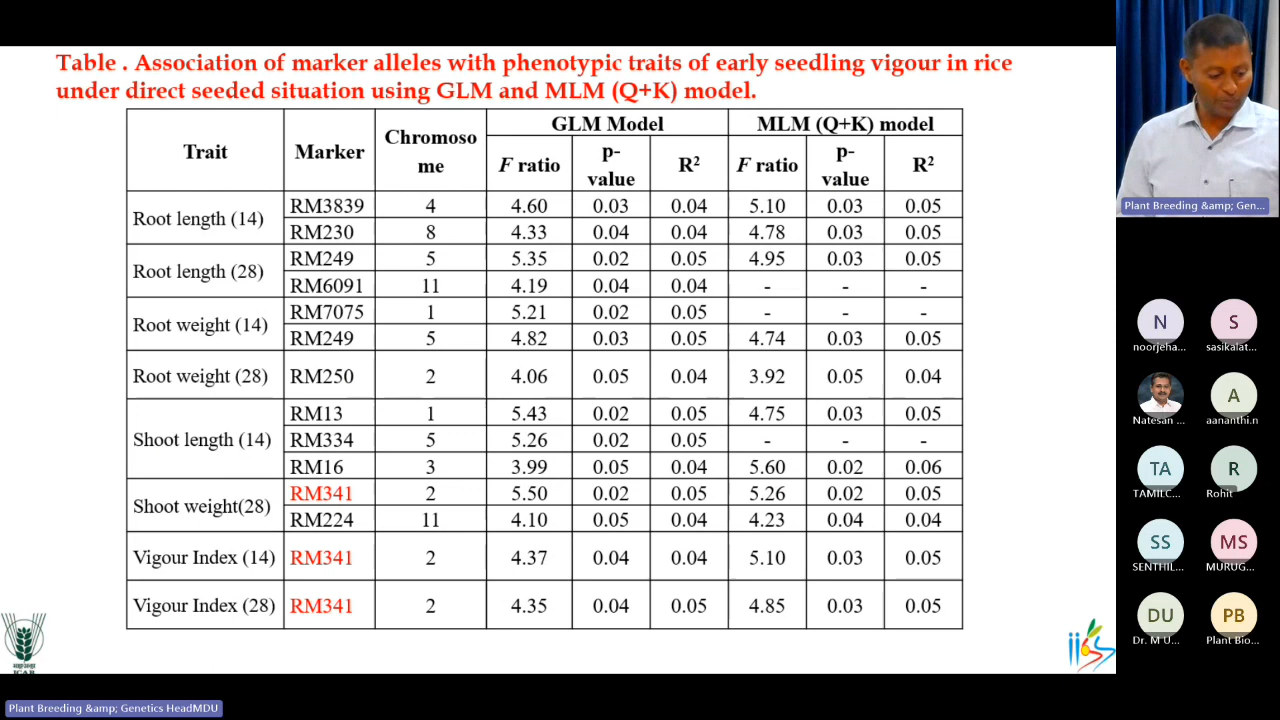 Table . Association of marker alleles with phenotypic traits of early seedling vigour in rice
under direct seeded situation using GLM and MLM (Q+K) model.
Trait Marker Chromoso
me GLM Model MLM (Q+K) model
F ratio p-
value R² F ratio p-
value R²
Root length (14) RM3839 4 4.60 0.03 0.04 5.10 0.03 0.05
RM230 8 4.33 0.04 0.04 4.78 0.03 0.05
Root length (28) RM249 5 5.35 0.02 0.05 4.95 0.03 0.05
RM6091 11 4.19 0.04 0.04 - - -
Root weight (14) RM7075 1 5.21 0.02 0.05 - - -
RM249 5 4.82 0.03 0.05 4.74 0.03 0.05
Root weight (28) RM250 2 4.06 0.05 0.04 3.92 0.05 0.04
Shoot length (14) RM13 1 5.43 0.02 0.05 4.75 0.03 0.05
RM334 5 5.26 0.02 0.05 - - -
RM16 3 3.99 0.05 0.04 5.60 0.02 0.06
Shoot weight(28) RM341 2 5.50 0.02 0.05 5.26 0.02 0.05
RM224 11 4.10 0.05 0.04 4.23 0.04 0.04
Vigour Index (14) RM341 2 4.37 0.04 0.04 5.10 0.03 0.05
Vigour Index (28) RM341 2 4.35 0.04 0.05 4.85 0.03 0.05
Plant Breeding &amp; Gen...
N S
noorjeha... sasikalat...
A
Natesan ... aananthi.n
TA R
TAMILC... Rohit
SS MS
SENTHIL... MURUG...
DU PB
Dr. M U... Plant Bio...
Plant Breeding &amp; Genetics HeadMDU